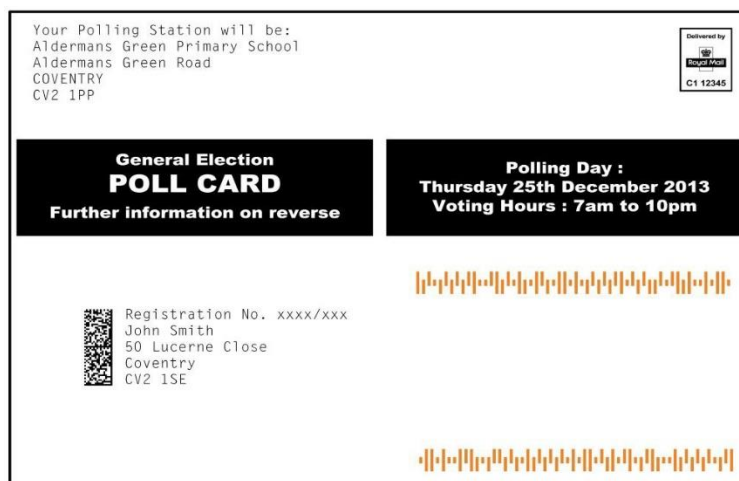 Your Polling Station will be:
Aldermans Green Primary School
Aldermans Green Road
COVENTRY
CV2 1PP
Delivered by
Royal Mail
C1 12345
General Election
POLL CARD
Further information on reverse
Polling Day :
Thursday 25th December 2013
Voting Hours : 7am to 10pm
Registration No. xxxx/xxx
John Smith
50 Lucerne Close
Coventry
CV2 1SE